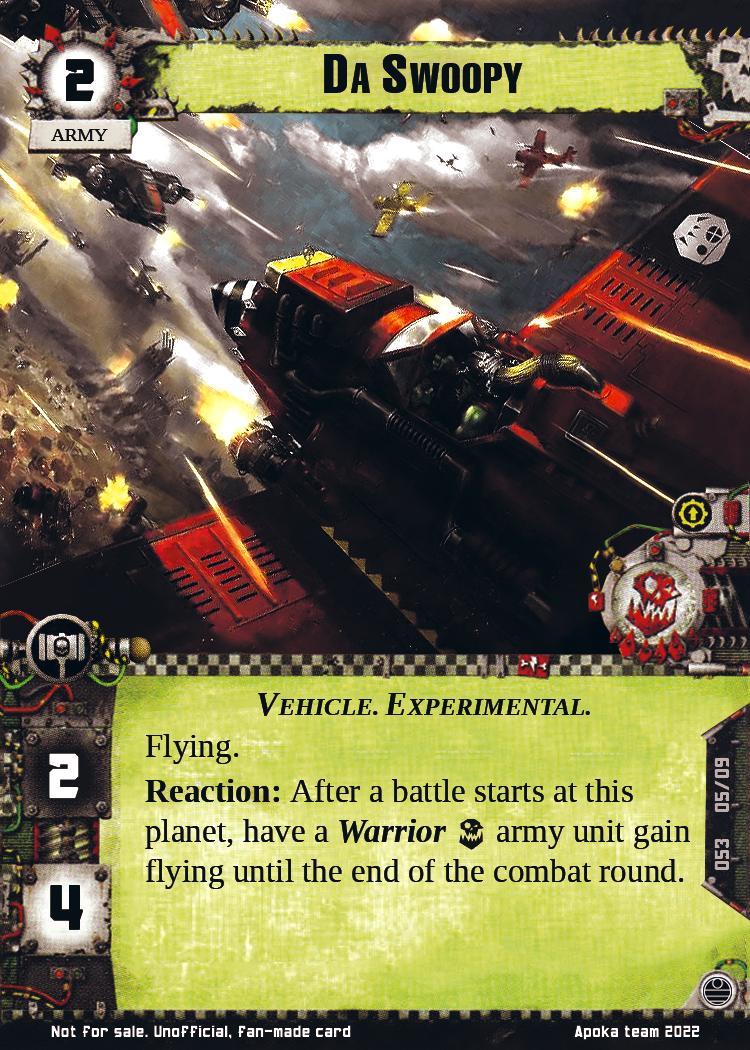 2
DA SWOOPY
ARMY
VEHICLE. EXPERIMENTAL.
Flying.
2
Reaction: After a battle starts at this
planet, have a Warrior army unit gain
flying until the end of the combat round.
4
053 05/09
Not for sale. Unofficial, fan-made card
Apoka team 2022